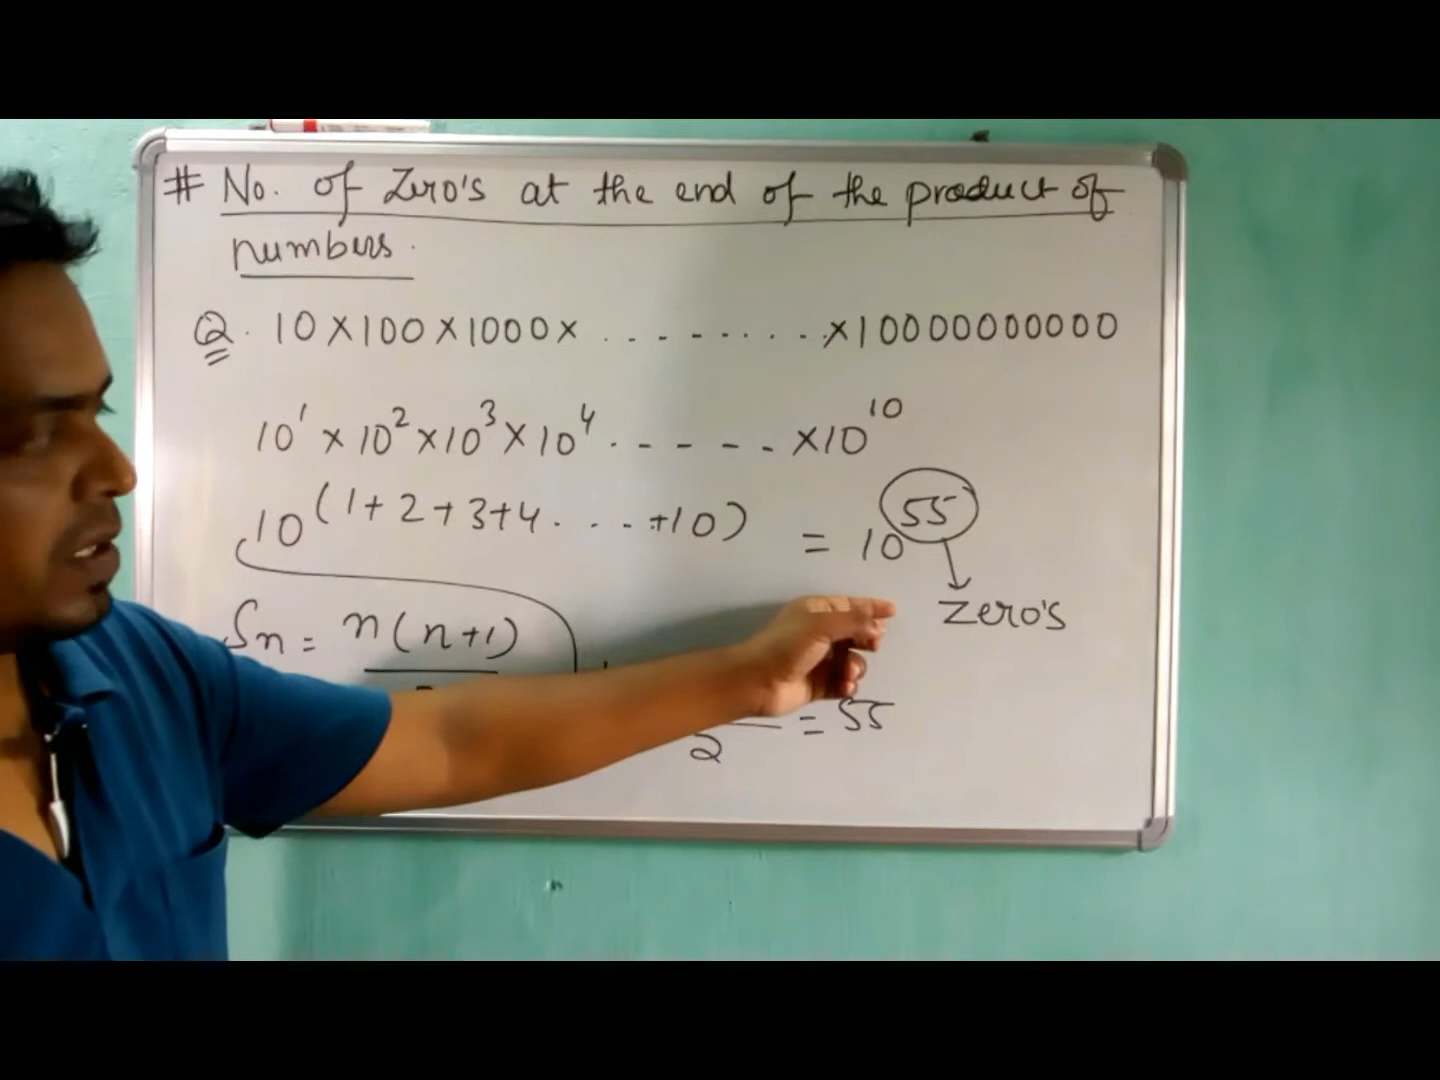 # No. of Zero's at the end of the product of
numbers.
Q. 10 × 100 × 1000 × . . . - - - . . . - × 10000000000
10¹ × 10² × 10³ × 10⁴ . - - - - - × 10¹⁰
10^(1+2+3+4 . . . - +10) = 10^55
Zero's
Sn = n(n+1)
2 = 55